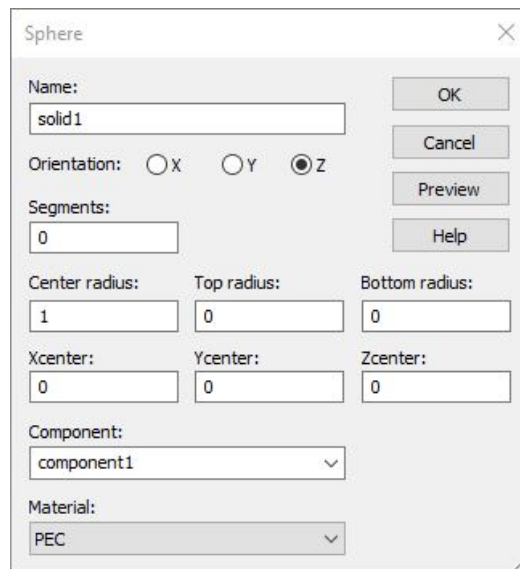 Sphere
Name:
OK
solid1
Cancel
Orientation: X Y Z
Preview
Segments:
0
Help
Center radius: Top radius: Bottom radius:
1 0 0
Xcenter: Ycenter: Zcenter:
0 0 0
Component:
component1
Material:
PEC